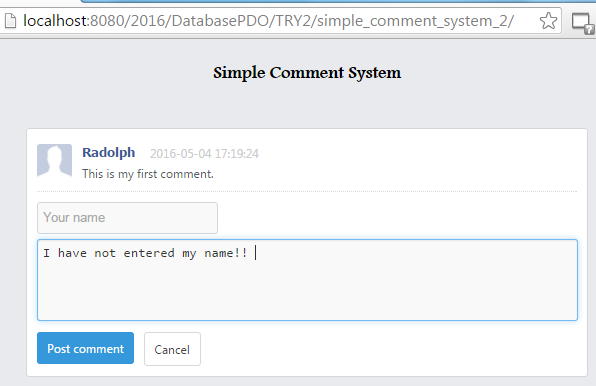 localhost:8080/2016/DatabasePDO/TRY2/simple_comment_system_2/
Simple Comment System
Radolph 2016-05-04 17:19:24
This is my first comment.
Your name
I have not entered my name!!
Post comment Cancel